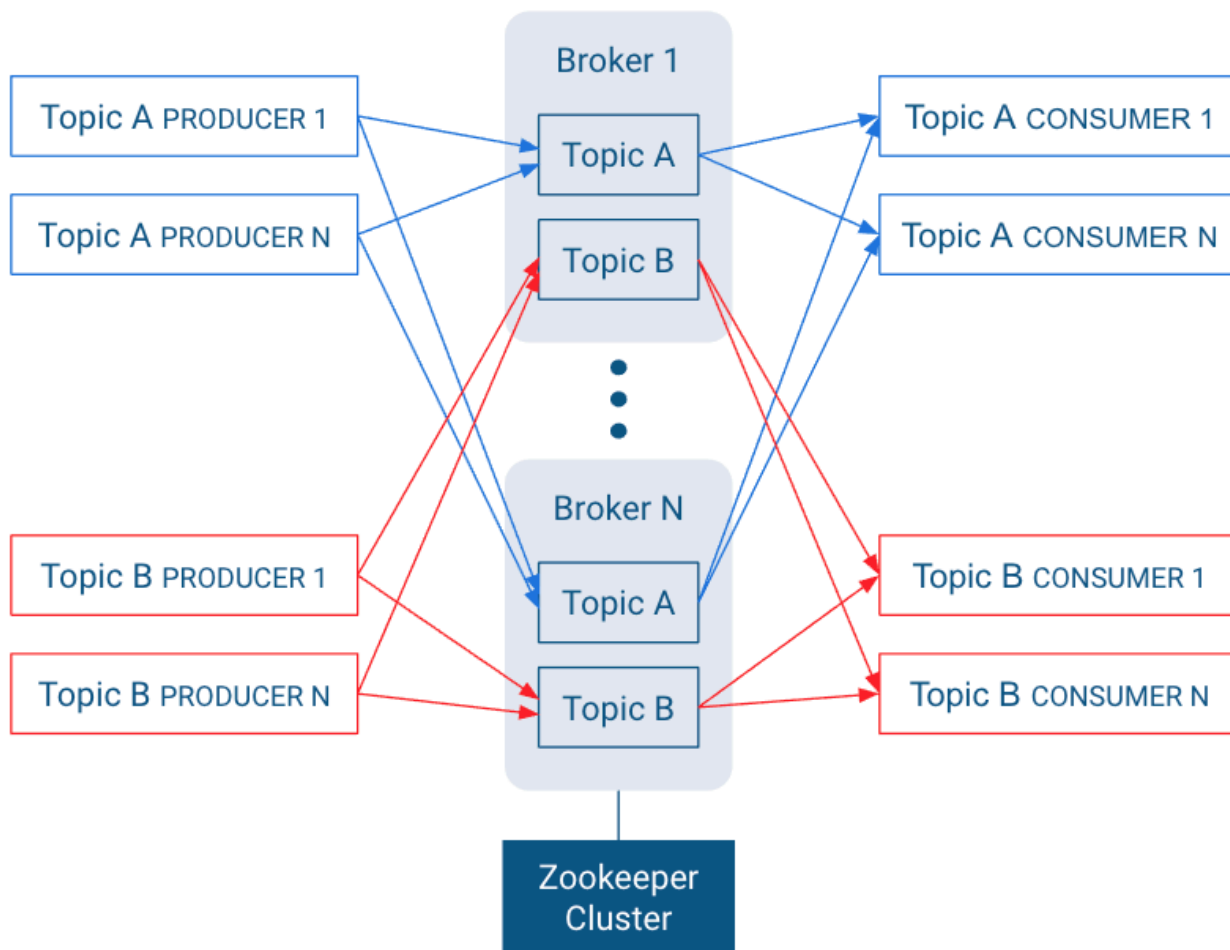 Broker 1
Topic A PRODUCER 1
Topic A
Topic A CONSUMER 1
Topic A PRODUCER N
Topic A CONSUMER N
Topic B
Broker N
Topic B PRODUCER 1
Topic A
Topic B CONSUMER 1
Topic B PRODUCER N
Topic B
Topic B CONSUMER N
Zookeeper
Cluster